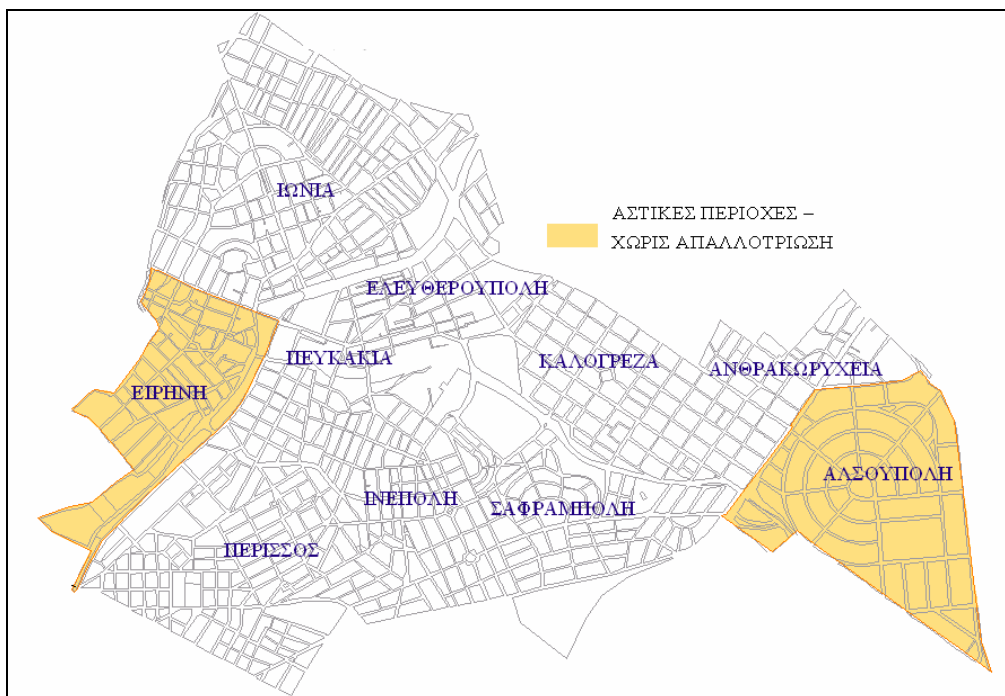 ΙΩΝΙΑ
ΑΣΤΙΚΕΣ ΠΕΡΙΟΧΕΣ –
ΧΩΡΙΣ ΑΠΑΛΛΟΤΡΙΩΣΗ
ΕΛΕΥΘΕΡΟΥΠΟΛΗ
ΠΕΥΚΑΚΙΑ
ΚΑΛΟΓΡΕΖΑ
ΑΝΘΡΑΚΩΡΥΧΕΙΑ
ΕΙΡΗΝΗ
ΑΛΣΟΥΠΟΛΗ
ΙΝΕΠΟΛΗ
ΣΑΦΡΑΜΠΟΛΗ
ΠΕΡΙΣΣΟΣ